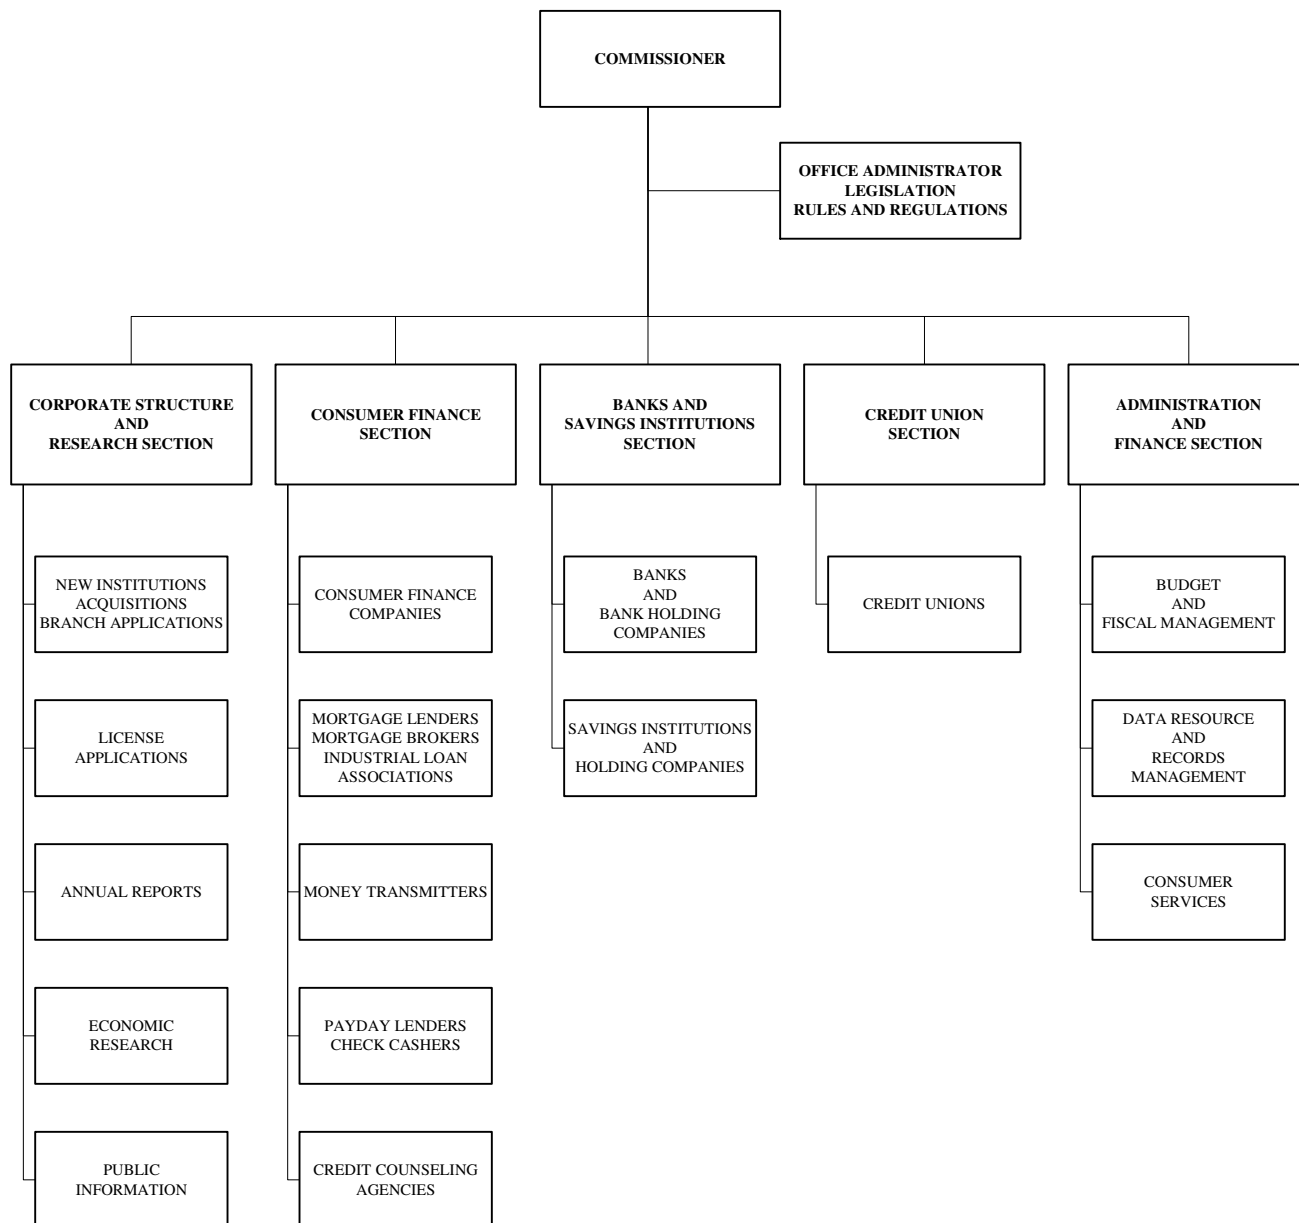 COMMISSIONER
OFFICE ADMINISTRATOR
LEGISLATION
RULES AND REGULATIONS
CORPORATE STRUCTURE
AND
RESEARCH SECTION
CONSUMER FINANCE
SECTION
BANKS AND
SAVINGS INSTITUTIONS
SECTION
CREDIT UNION
SECTION
ADMINISTRATION
AND
FINANCE SECTION
NEW INSTITUTIONS
ACQUISITIONS
BRANCH APPLICATIONS
CONSUMER FINANCE
COMPANIES
BANKS
AND
BANK HOLDING
COMPANIES
CREDIT UNIONS
BUDGET
AND
FISCAL MANAGEMENT
LICENSE
APPLICATIONS
MORTGAGE LENDERS
MORTGAGE BROKERS
INDUSTRIAL LOAN
ASSOCIATIONS
SAVINGS INSTITUTIONS
AND
HOLDING COMPANIES
DATA RESOURCE
AND
RECORDS
MANAGEMENT
ANNUAL REPORTS
MONEY TRANSMITTERS
CONSUMER
SERVICES
ECONOMIC
RESEARCH
PAYDAY LENDERS
CHECK CASHERS
PUBLIC
INFORMATION
CREDIT COUNSELING
AGENCIES